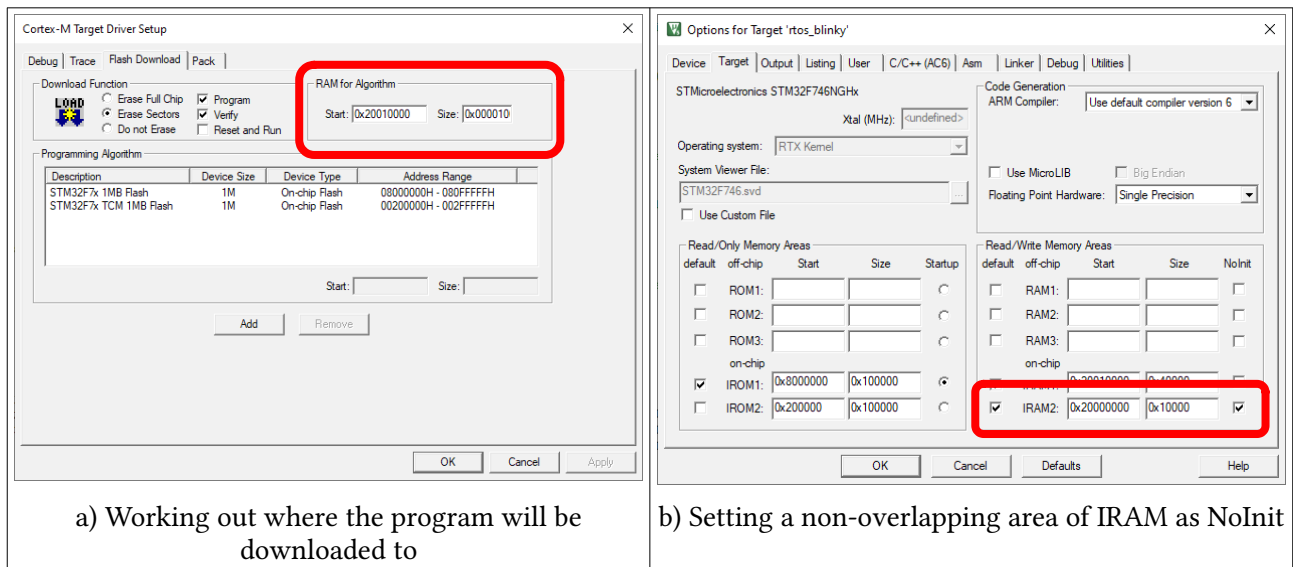 Cortex-M Target Driver Setup
Debug Trace Flash Download Pack
Download Function
LOAD
Erase Full Chip Program
Erase Sectors Verify
Do not Erase Reset and Run
RAM for Algorithm
Start: 0x20010000 Size: 0x000010
Programming Algorithm
Description Device Size Device Type Address Range
STM32F7x 1MB Flash 1M On-chip Flash 08000000H - 080FFFFFH
STM32F7x TCM 1MB Flash 1M On-chip Flash 00200000H - 002FFFFFH
Start: Size:
Add Remove
OK Cancel Apply
a) Working out where the program will be
downloaded to
Options for Target 'rtos_blinky'
Device Target Output Listing User C/C++ (AC6) Asm Linker Debug Utilities
STMicroelectronics STM32F746NGHx
Xtal (MHz): <undefined>
Operating system: RTX Kernel
System Viewer File:
STM32F746.svd ...
Use Custom File
Code Generation
ARM Compiler: Use default compiler version 6
Use MicroLIB Big Endian
Floating Point Hardware: Single Precision
Read/Only Memory Areas
default off-chip Start Size Startup
ROM1:
ROM2:
ROM3:
on-chip
IROM1: 0x8000000 0x100000
IROM2: 0x200000 0x100000
Read/Write Memory Areas
default off-chip Start Size NoInit
RAM1:
RAM2:
RAM3:
on-chip
IRAM2: 0x20000000 0x10000
OK Cancel Defaults Help
b) Setting a non-overlapping area of IRAM as NoInit